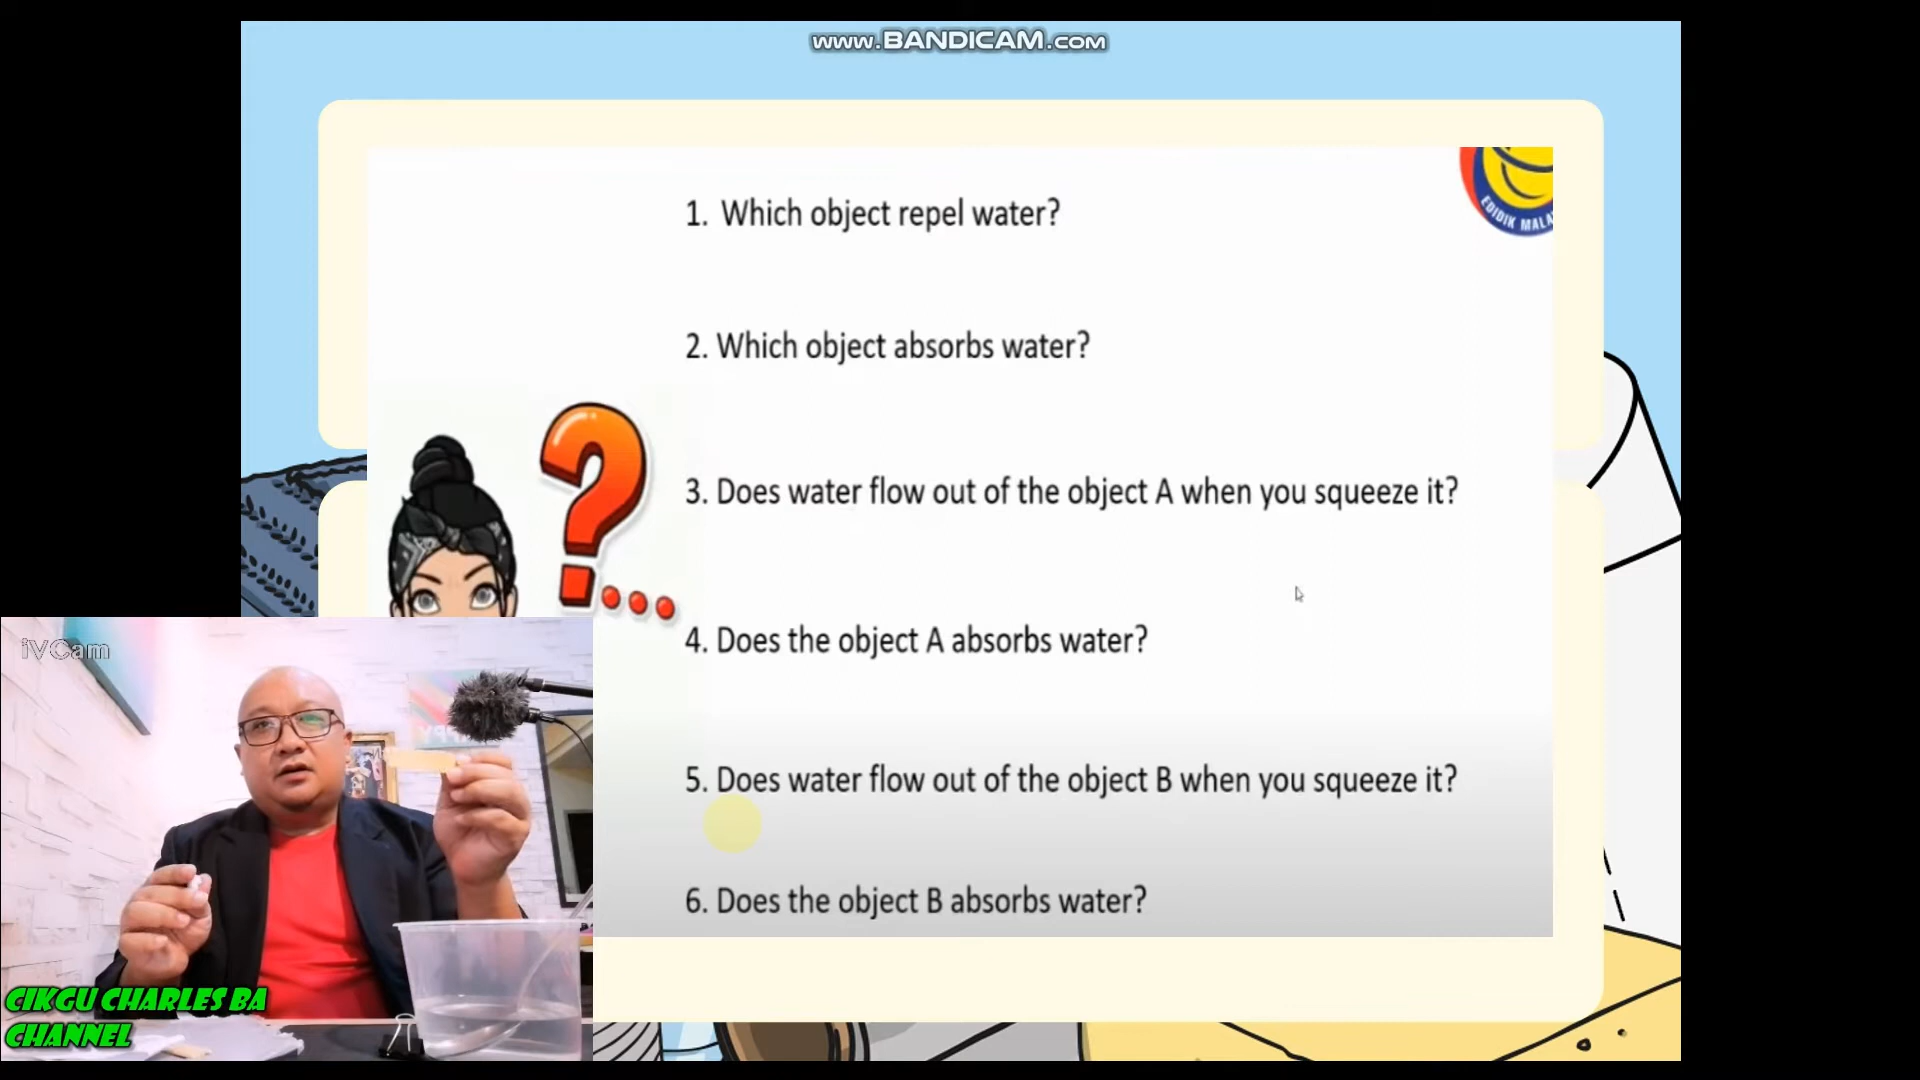 www.BANDICAM.com
EDIDIK MALA
1. Which object repel water?
2. Which object absorbs water?
3. Does water flow out of the object A when you squeeze it?
4. Does the object A absorbs water?
5. Does water flow out of the object B when you squeeze it?
6. Does the object B absorbs water?
iVCam
CIKGU CHARLES BA
CHANNEL